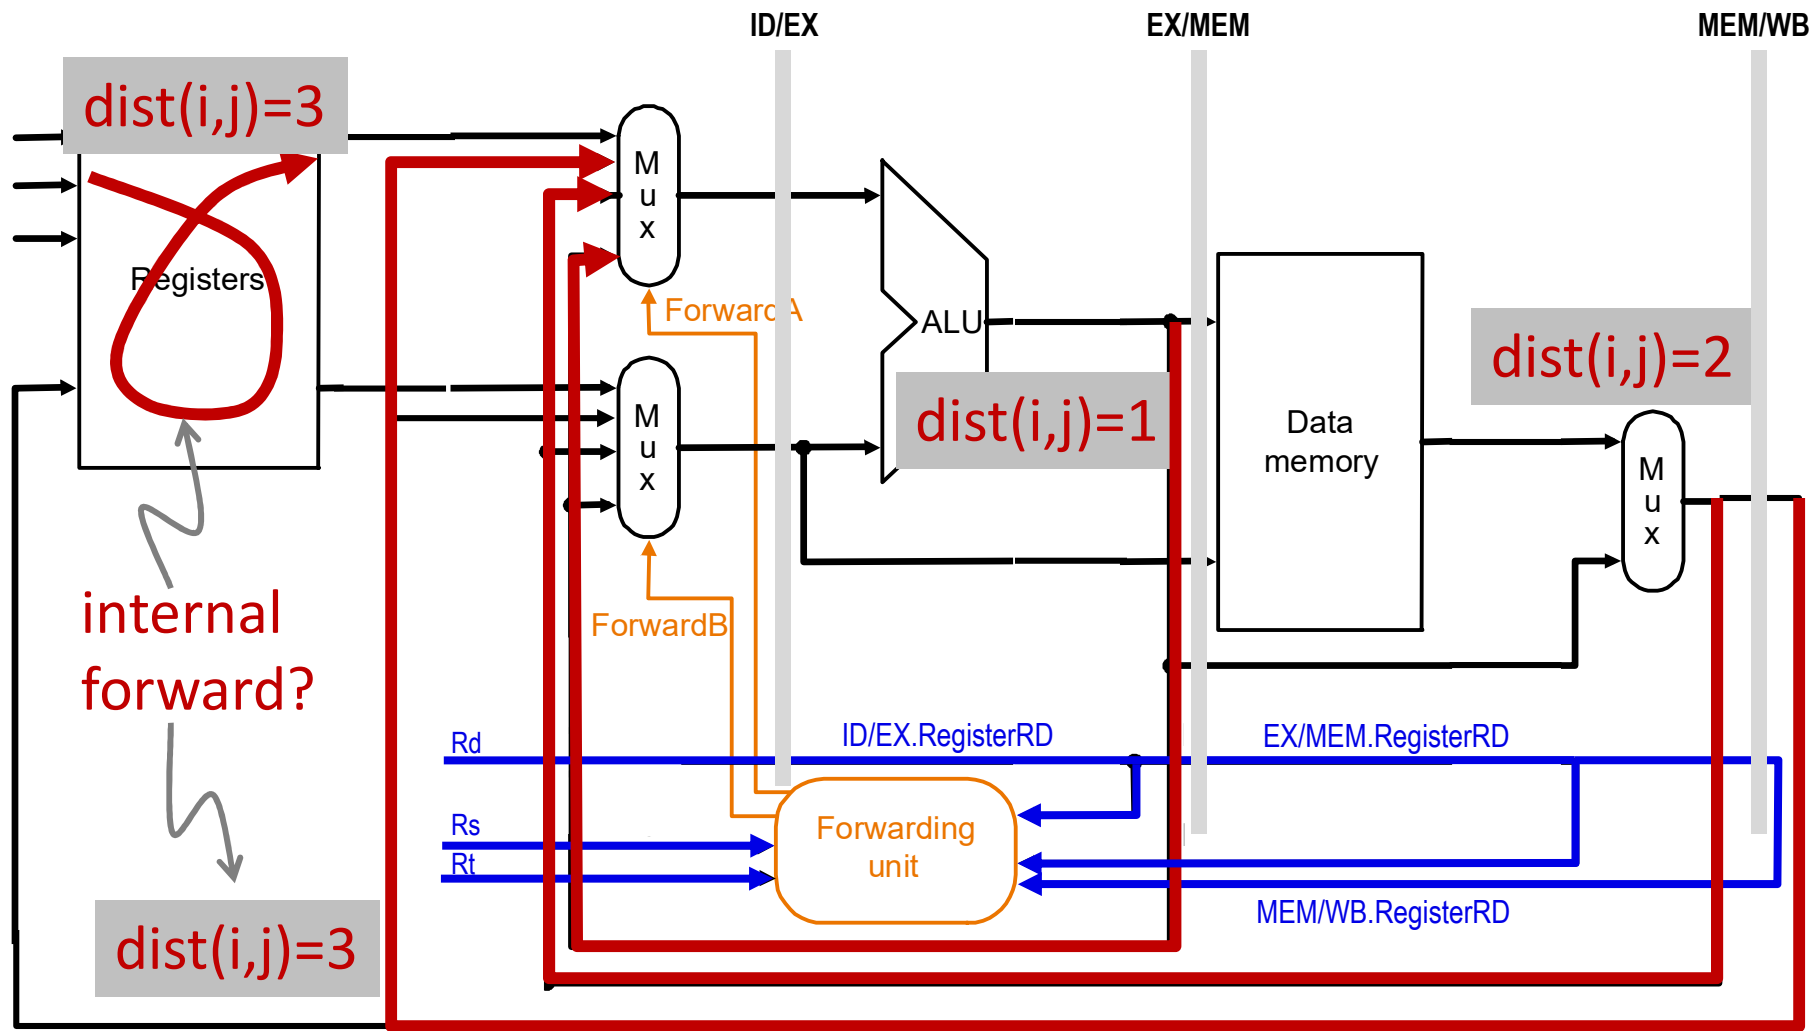 ID/EX
EX/MEM
MEM/WB
dist(i,j)=3
M
u
x
Registers
ForwardA
ALU
dist(i,j)=2
dist(i,j)=1
M
u
x
Data
memory
M
u
x
internal
forward?
ForwardB
Rd
ID/EX.RegisterRD
EX/MEM.RegisterRD
Rs
Rt
Forwarding
unit
MEM/WB.RegisterRD
dist(i,j)=3